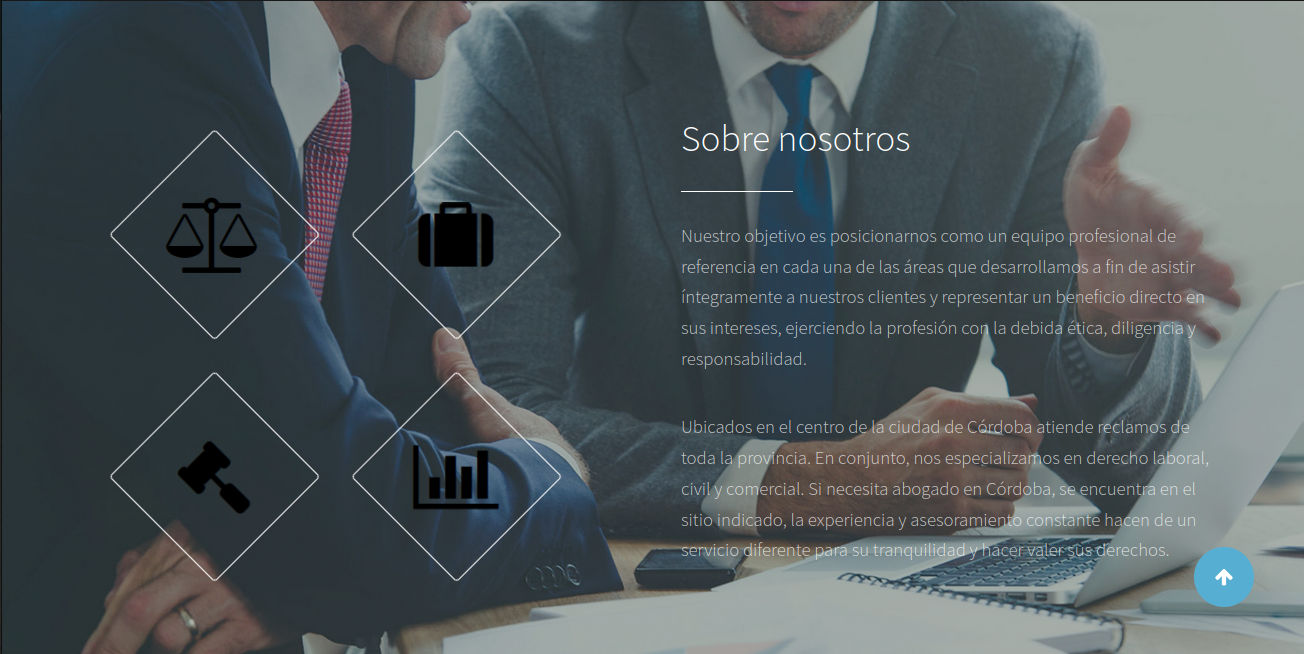 Sobre nosotros
Nuestro objetivo es posicionarnos como un equipo profesional de
referencia en cada una de las áreas que desarrollamos a fin de asistir
íntegramente a nuestros clientes y representar un beneficio directo en
sus intereses, ejerciendo la profesión con la debida ética, diligencia y
responsabilidad.
Ubicados en el centro de la ciudad de Córdoba atiende reclamos de
toda la provincia. En conjunto, nos especializamos en derecho laboral,
civil y comercial. Si necesita abogado en Córdoba, se encuentra en el
sitio indicado, la experiencia y asesoramiento constante hacen de un
servicio diferente para su tranquilidad y hacer valer sus derechos.